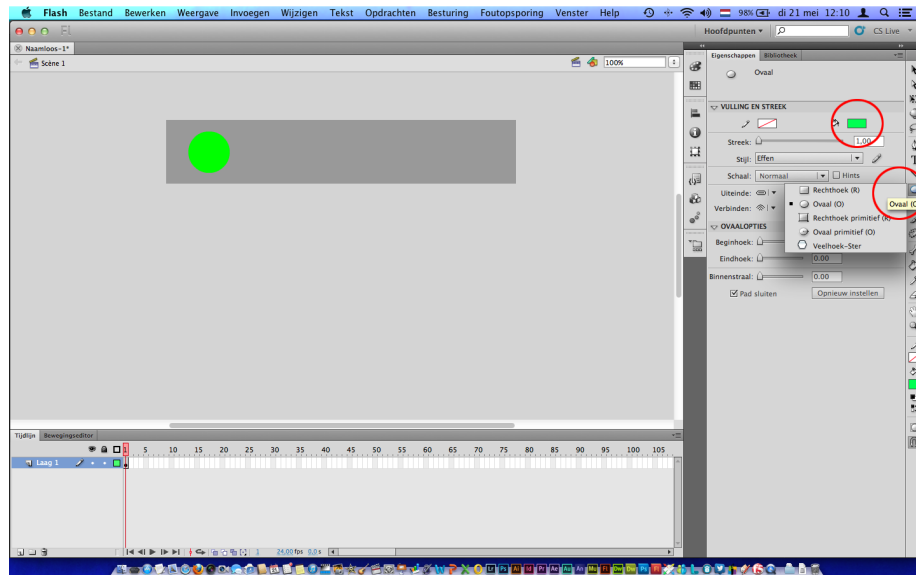 Flash Bestand Bewerken Weergave Invoegen Wijzigen Tekst Opdrachten Besturing Foutopsporing Venster Help 98% di 21 mei 12:10
Fl Hoofdpunten CS Live
Naamloos-1*
Scène 1 100%
Eigenschappen Bibliotheek
Ovaal
VULLING EN STREEK
Streek: 1,00
Stijl: Effen
Schaal: Normaal Hints
Uiteinde:
Verbinden:
Rechthoek (R)
Ovaal (O)
Rechthoek primitief (R)
Ovaal primitief (O)
Veelhoek-Ster
Ovaal (O
OVAALOPTIES
Beginhoek:
Eindhoek: 0.00
Binnenstraal: 0.00
Pad sluiten Opnieuw instellen
Tijdlijn Bewegingseditor
1 5 10 15 20 25 30 35 40 45 50 55 60 65 70 75 80 85 90 95 100 105
Laag 1
1 24,00 fps 0,0 s